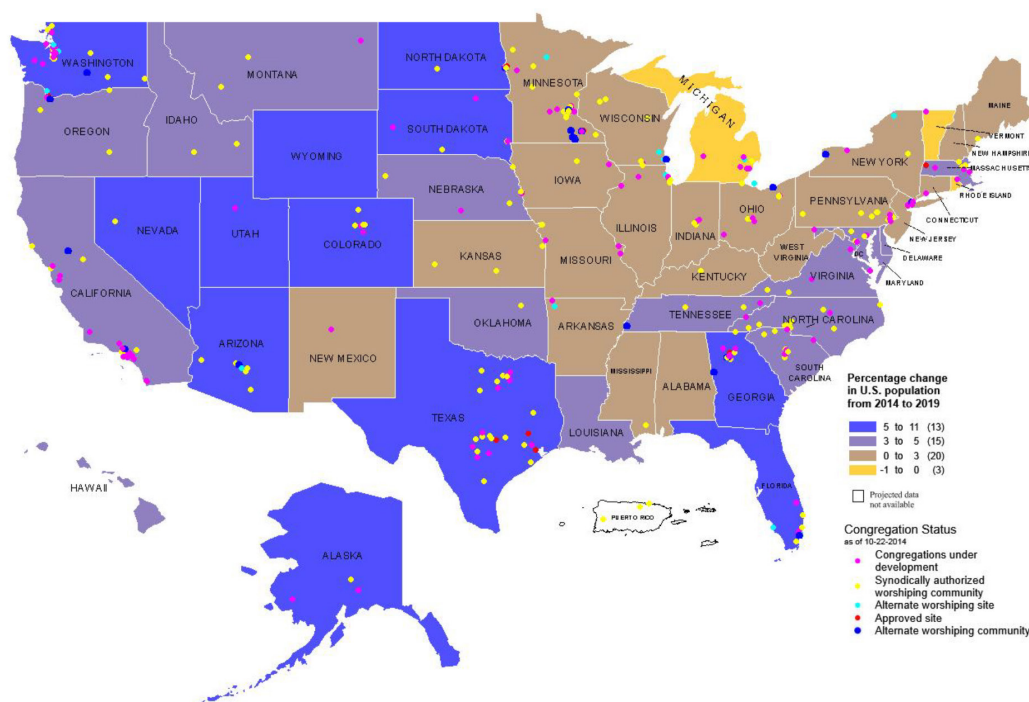 WASHINGTON
MONTANA
NORTH DAKOTA
MINNESOTA
MICHIGAN
MAINE
OREGON
IDAHO
SOUTH DAKOTA
WISCONSIN
VERMONT
NEW HAMPSHIRE
NEW YORK
MASSACHUSETT
WYOMING
RHODE ISLAND
NEBRASKA
IOWA
PENNSYLVANIA
CONNECTICUT
NEVADA
UTAH
COLORADO
ILLINOIS
INDIANA
OHIO
NEW JERSEY
KANSAS
MISSOURI
WEST
VIRGINIA
DC
DELAWARE
CALIFORNIA
KENTUCKY
VIRGINIA
MARYLAND
OKLAHOMA
TENNESSEE
NORTH CAROLINA
ARIZONA
NEW MEXICO
ARKANSAS
MISSISSIPPI
ALABAMA
GEORGIA
SOUTH
CAROLINA
TEXAS
LOUISIANA
HAWAII
FLORIDA
PUERTO RICO
ALASKA
Percentage change
in U.S. population
from 2014 to 2019
5 to 11 (13)
3 to 5 (15)
0 to 3 (20)
-1 to 0 (3)
Projected data
not available
Congregation Status
as of 10-22-2014
Congregations under
development
Synodically authorized
worshiping community
Alternate worshiping site
Approved site
Alternate worshiping community